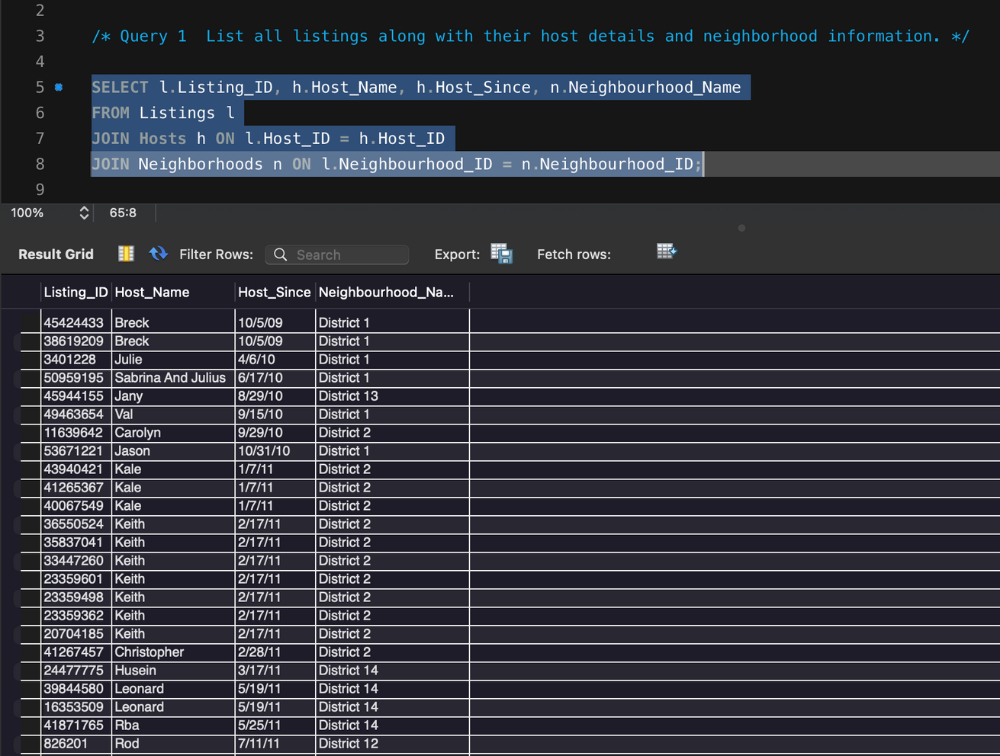 2
3 /* Query 1  List all listings along with their host details and neighborhood information. */
4
5 SELECT l.Listing_ID, h.Host_Name, h.Host_Since, n.Neighbourhood_Name
6 FROM Listings l
7 JOIN Hosts h ON l.Host_ID = h.Host_ID
8 JOIN Neighborhoods n ON l.Neighbourhood_ID = n.Neighbourhood_ID;
9
100% 65:8
Result Grid Filter Rows: Search Export: Fetch rows:
Listing_ID Host_Name Host_Since Neighbourhood_Na...
45424433 Breck 10/5/09 District 1
38619209 Breck 10/5/09 District 1
3401228 Julie 4/6/10 District 1
50959195 Sabrina And Julius 6/17/10 District 1
45944155 Jany 8/29/10 District 13
49463654 Val 9/15/10 District 1
11639642 Carolyn 9/29/10 District 2
53671221 Jason 10/31/10 District 1
43940421 Kale 1/7/11 District 2
41265367 Kale 1/7/11 District 2
40067549 Kale 1/7/11 District 2
36550524 Keith 2/17/11 District 2
35837041 Keith 2/17/11 District 2
33447260 Keith 2/17/11 District 2
23359601 Keith 2/17/11 District 2
23359498 Keith 2/17/11 District 2
23359362 Keith 2/17/11 District 2
20704185 Keith 2/17/11 District 2
41267457 Christopher 2/28/11 District 2
24477775 Husein 3/17/11 District 14
39844580 Leonard 5/19/11 District 14
16353509 Leonard 5/19/11 District 14
41871765 Rba 5/25/11 District 14
826201 Rod 7/11/11 District 12